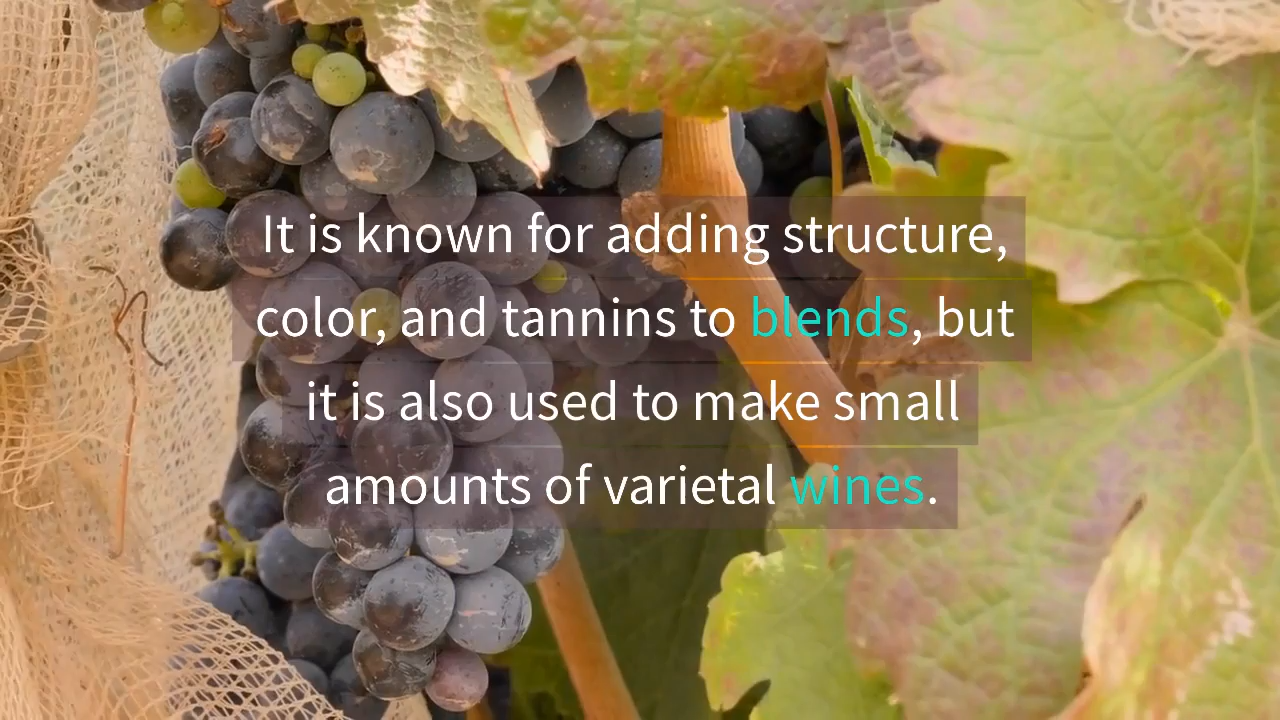 It is known for adding structure,
color, and tannins to blends, but
it is also used to make small
amounts of varietal wines.